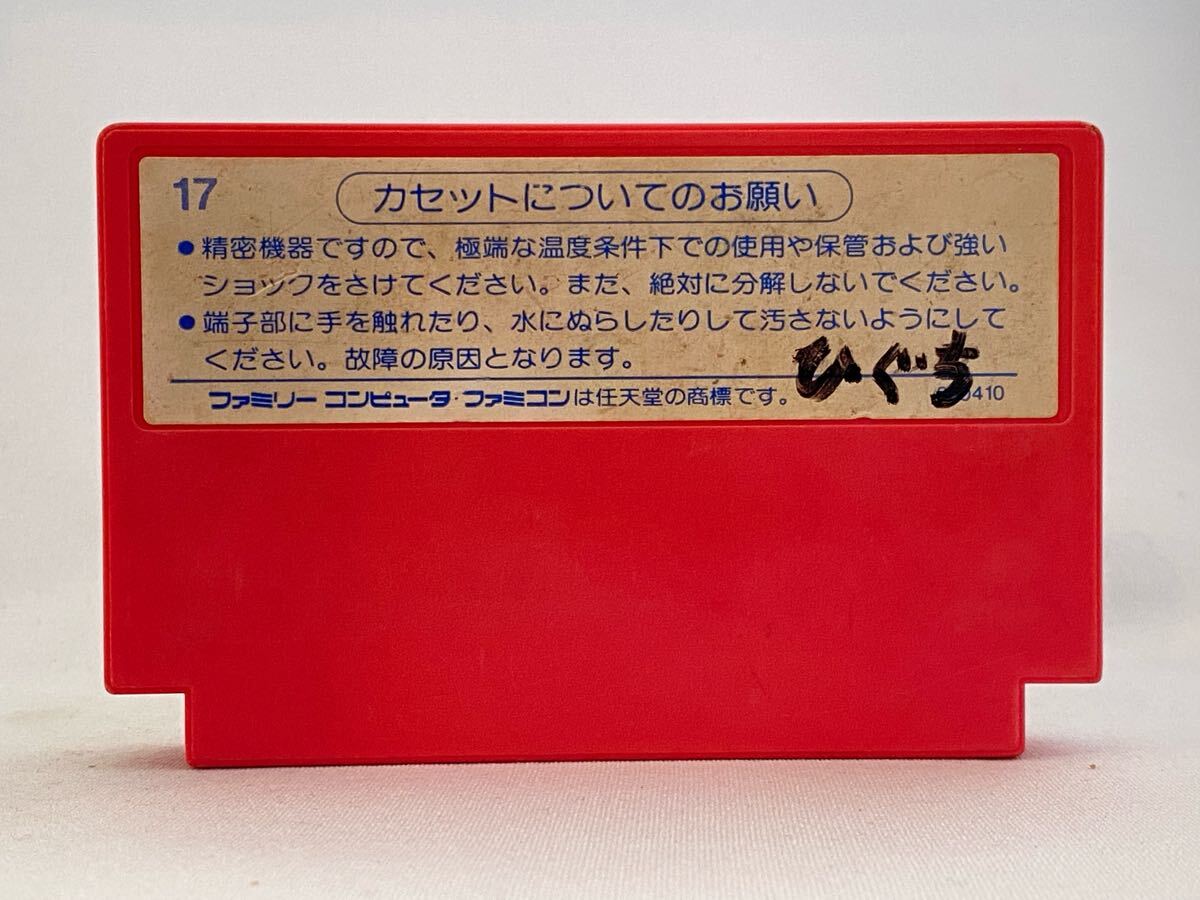 17
カセットについてのお願い
●精密機器ですので、極端な温度条件下での使用や保管および強い
ショックをさけてください。また、絶対に分解しないでください。
●端子部に手を触れたり、水にぬらしたりして汚さないようにして
ください。故障の原因となります。
ひぐち
ファミリー コンピュータ・ファミコンは任天堂の商標です。